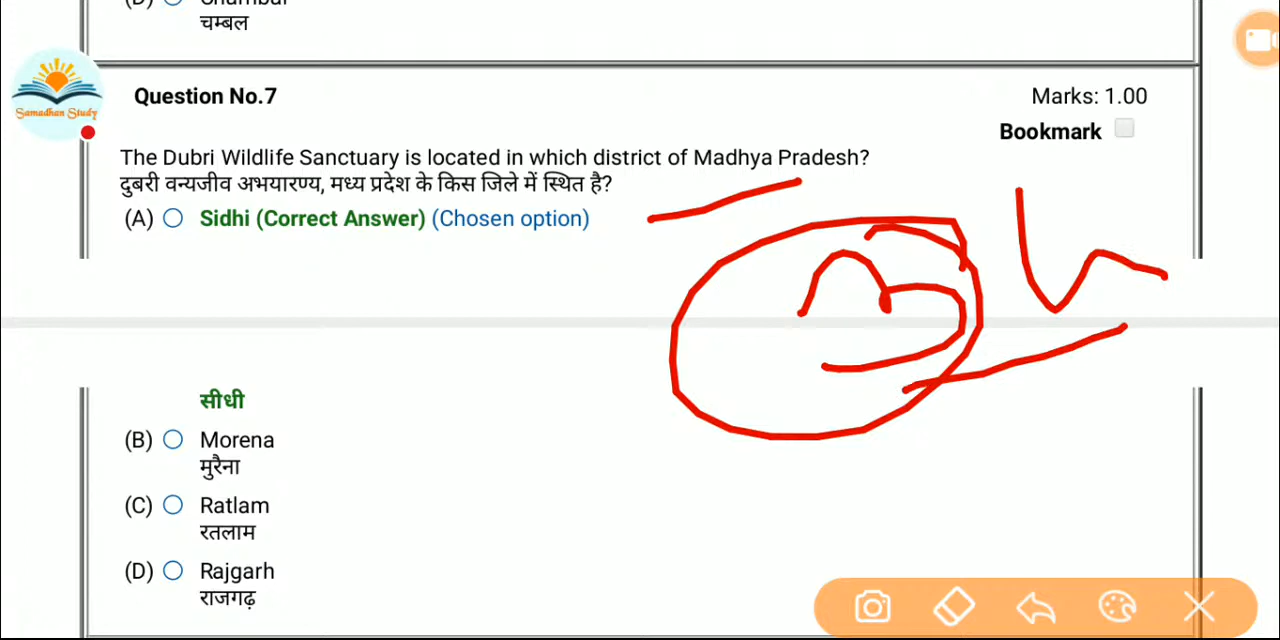 चम्बल
Samadhan Study
Question No.7
Marks: 1.00
Bookmark
The Dubri Wildlife Sanctuary is located in which district of Madhya Pradesh?
दुबरी वन्यजीव अभयारण्य, मध्य प्रदेश के किस जिले में स्थित है?
(A) Sidhi (Correct Answer) (Chosen option)
सीधी
(B) Morena
मुरैना
(C) Ratlam
रतलाम
(D) Rajgarh
राजगढ़